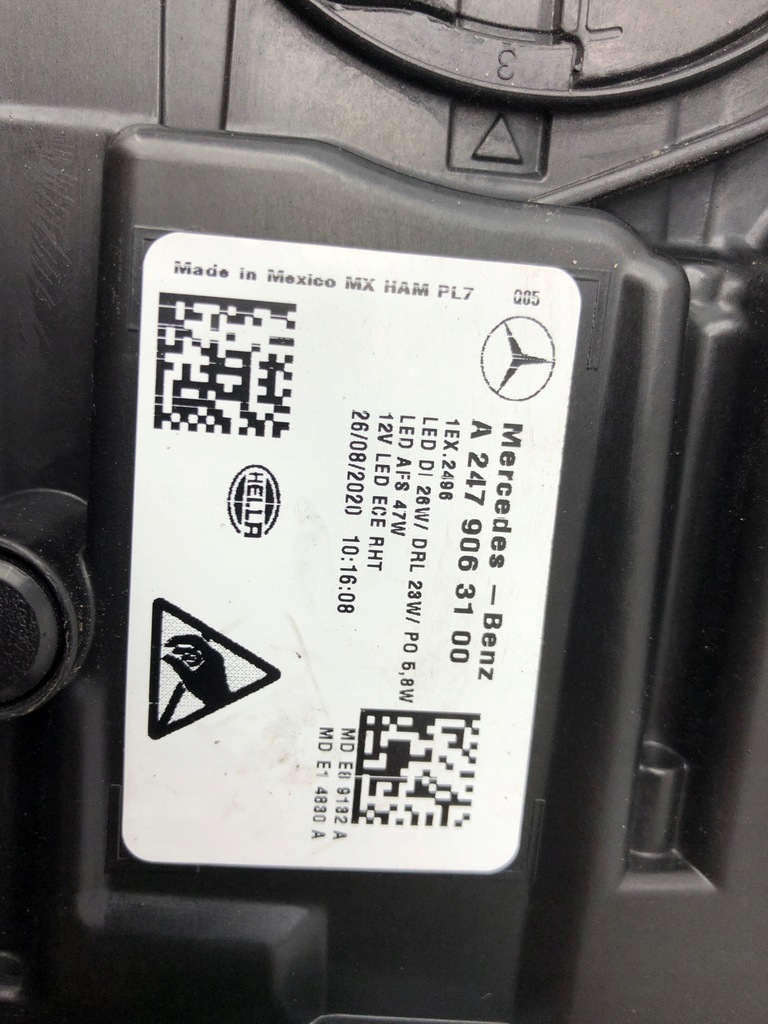 3
Made in Mexico MX HAM PL7
Q05
Mercedes – Benz
A 247 906 31 00
1EX.2496
LED DI 26W/ DRL 23W/ PO 5,8W
LED AFS 47W
12V LED ECE RHT
26/08/2020 10:16:08
HELLA
MD E8 9132 A
MD E1 4830 A